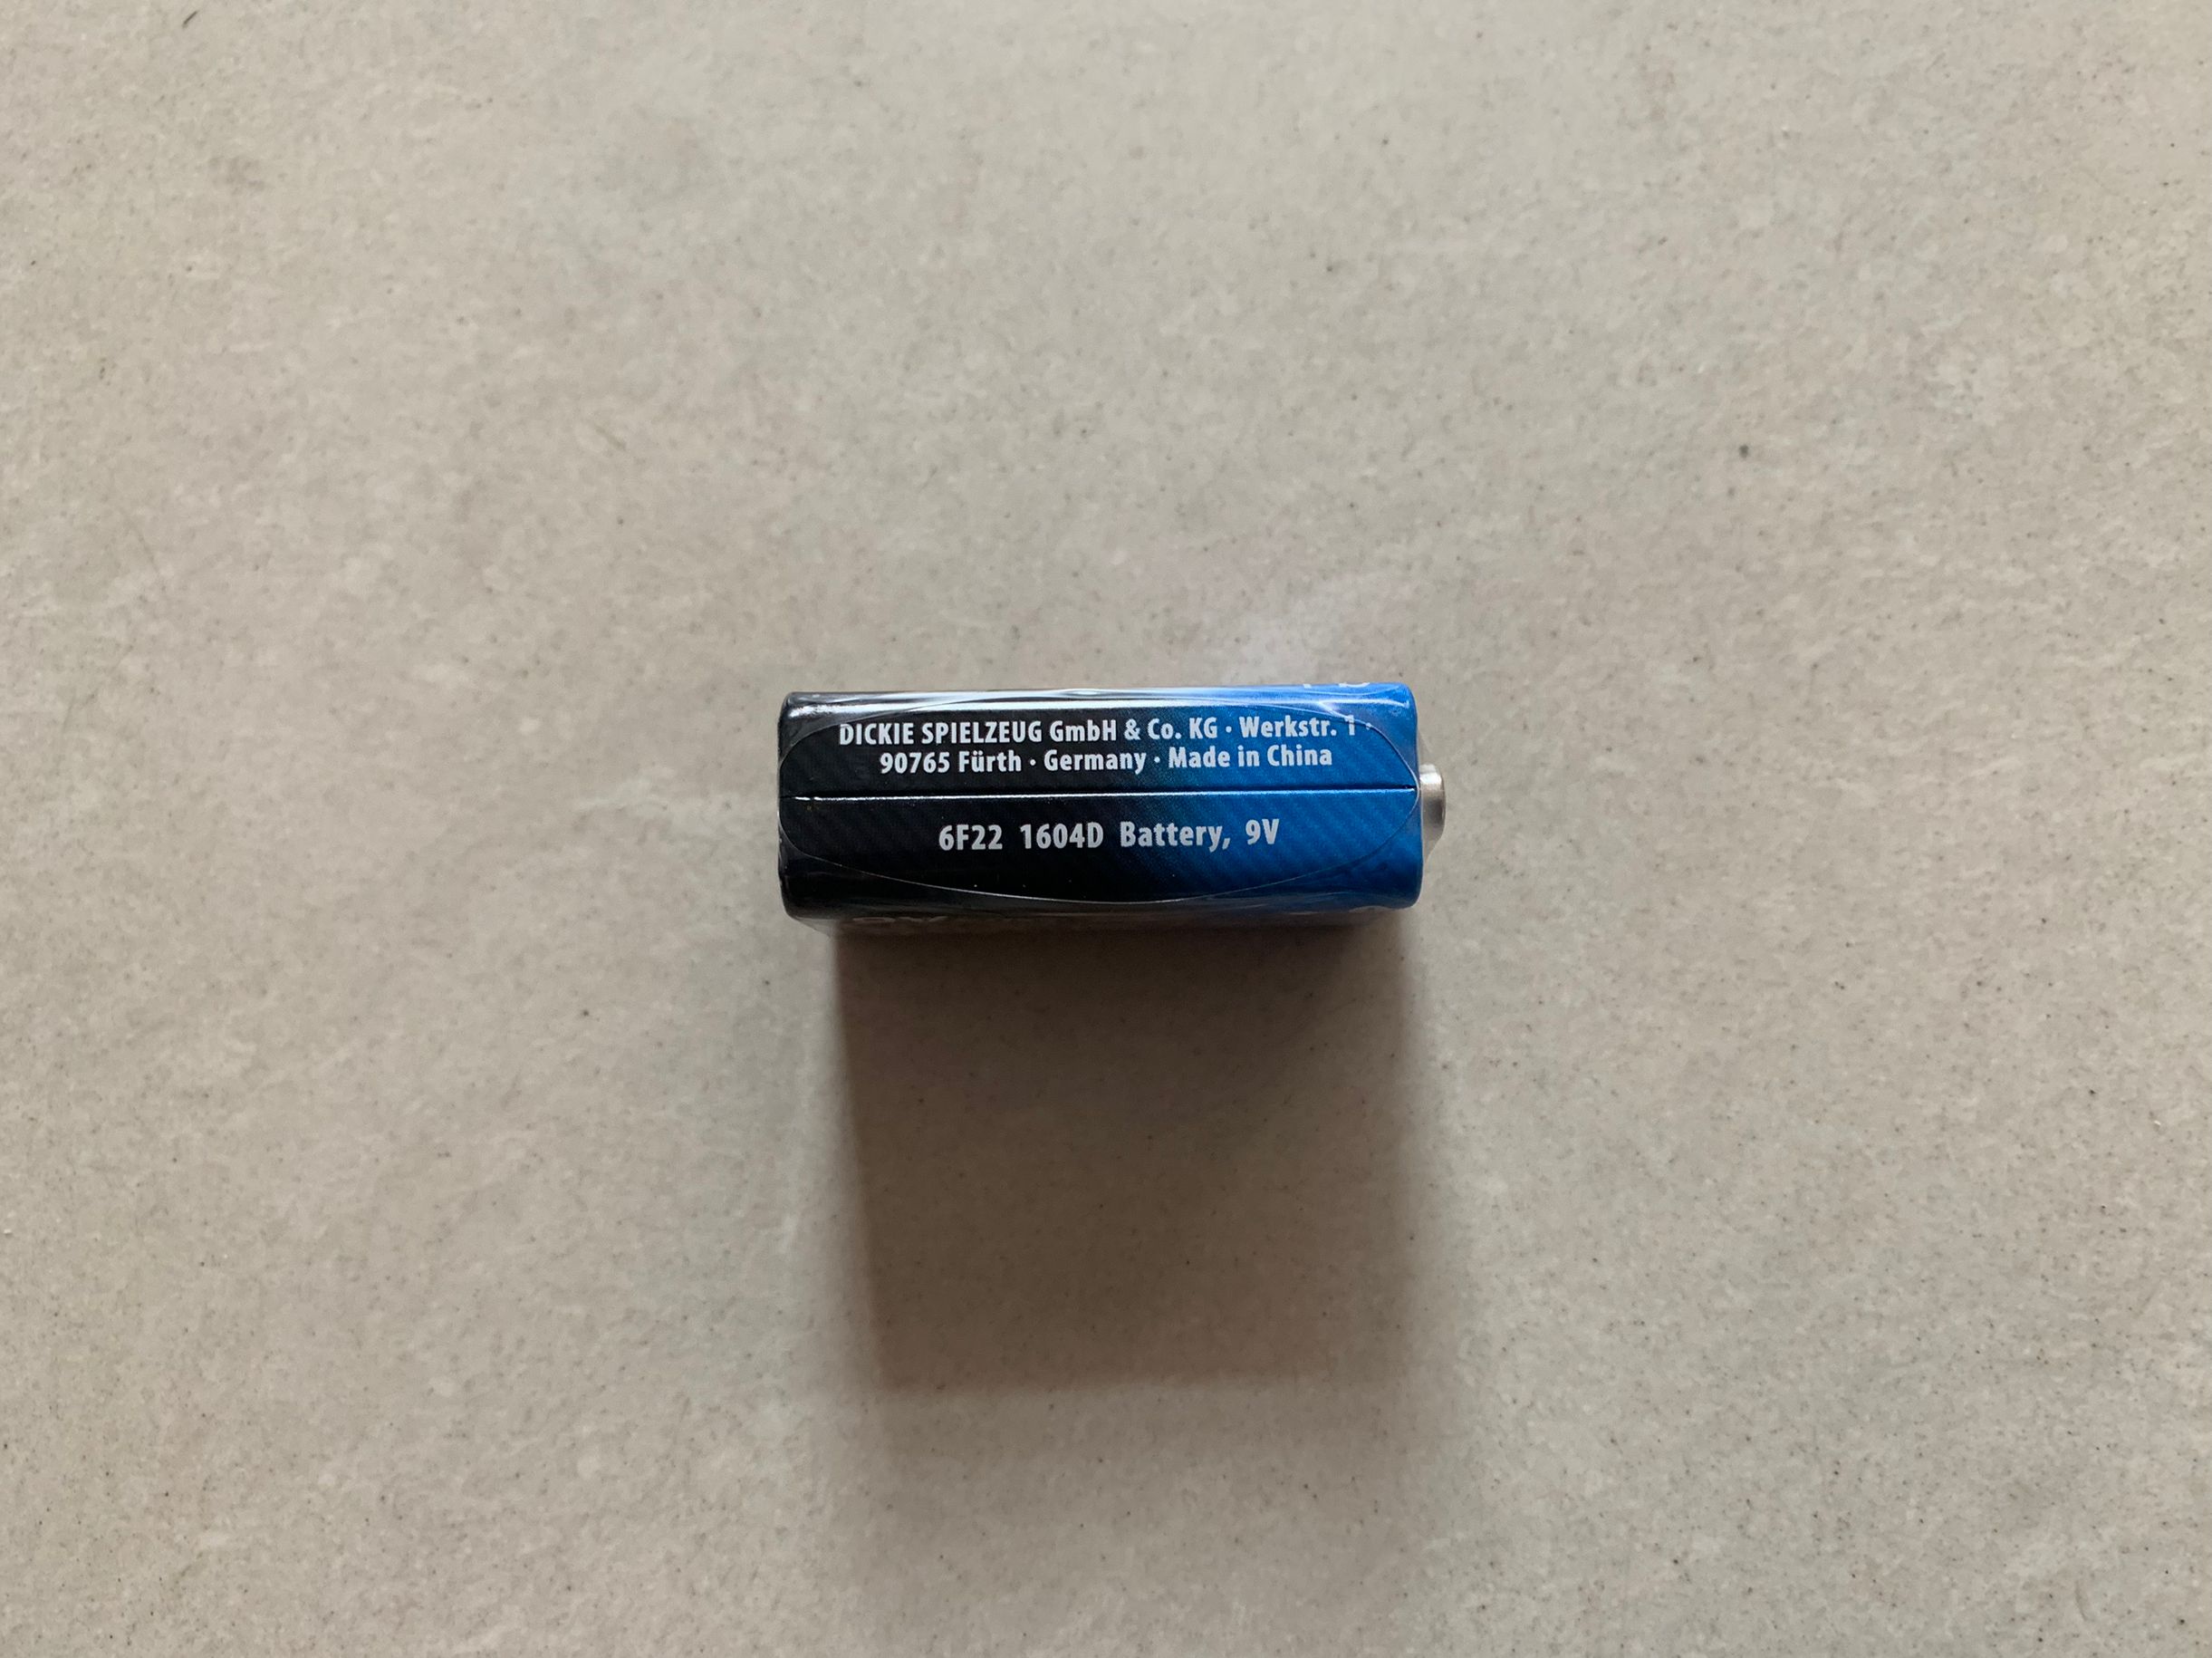 DICKIE SPIELZEUG GmbH & Co. KG · Werkstr. 1 ·
90765 Fürth · Germany · Made in China
6F22 1604D Battery, 9V